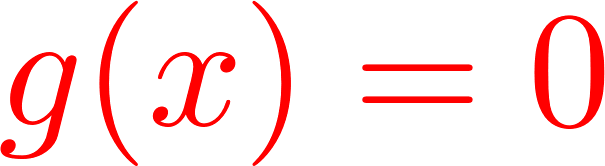 g(x) = 0